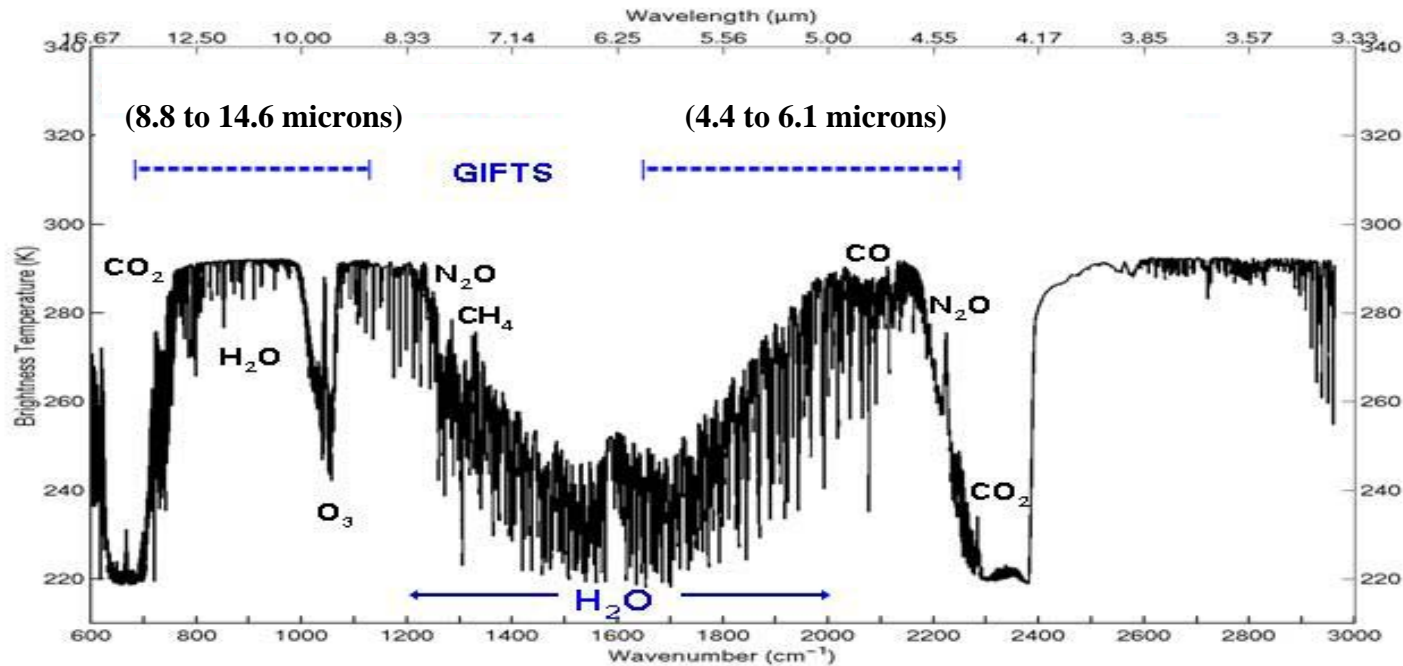 Wavelength (μm)
16.67 12.50 10.00 8.33 7.14 6.25 5.56 5.00 4.55 4.17 3.85 3.57 3.33
340 340
(8.8 to 14.6 microns) (4.4 to 6.1 microns)
320 320
GIFTS
300 300
CO₂ N₂O CO
280 CH₄ N₂O 280
H₂O
260 260
240 CO₂ 240
O₃
220 220
H₂O
Brightness Temperature (K)
600 800 1000 1200 1400 1600 1800 2000 2200 2400 2600 2800 3000
Wavenumber (cm⁻¹)